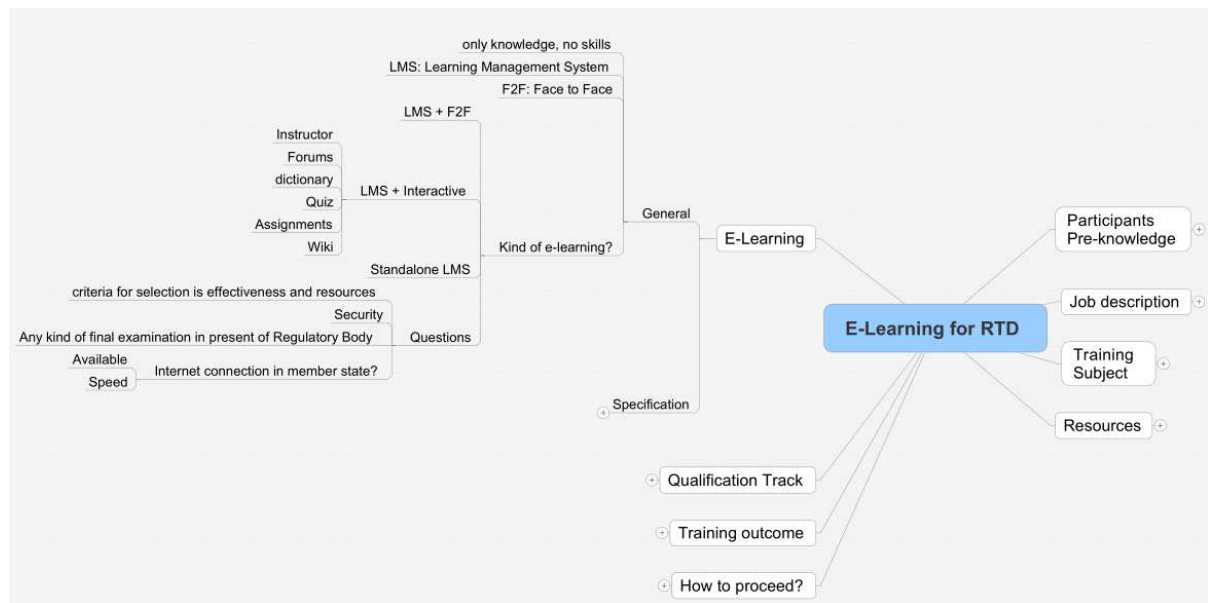 only knowledge, no skills
LMS: Learning Management System
F2F: Face to Face
LMS + F2F
Instructor
Forums
dictionary
Quiz
Assignments
Wiki
LMS + Interactive
Standalone LMS
criteria for selection is effectiveness and resources
Security
Any kind of final examination in present of Regulatory Body
Available
Speed
Internet connection in member state?
Questions
Kind of e-learning?
General
Specification
E-Learning
Qualification Track
Training outcome
How to proceed?
E-Learning for RTD
Participants
Pre-knowledge
Job description
Training
Subject
Resources